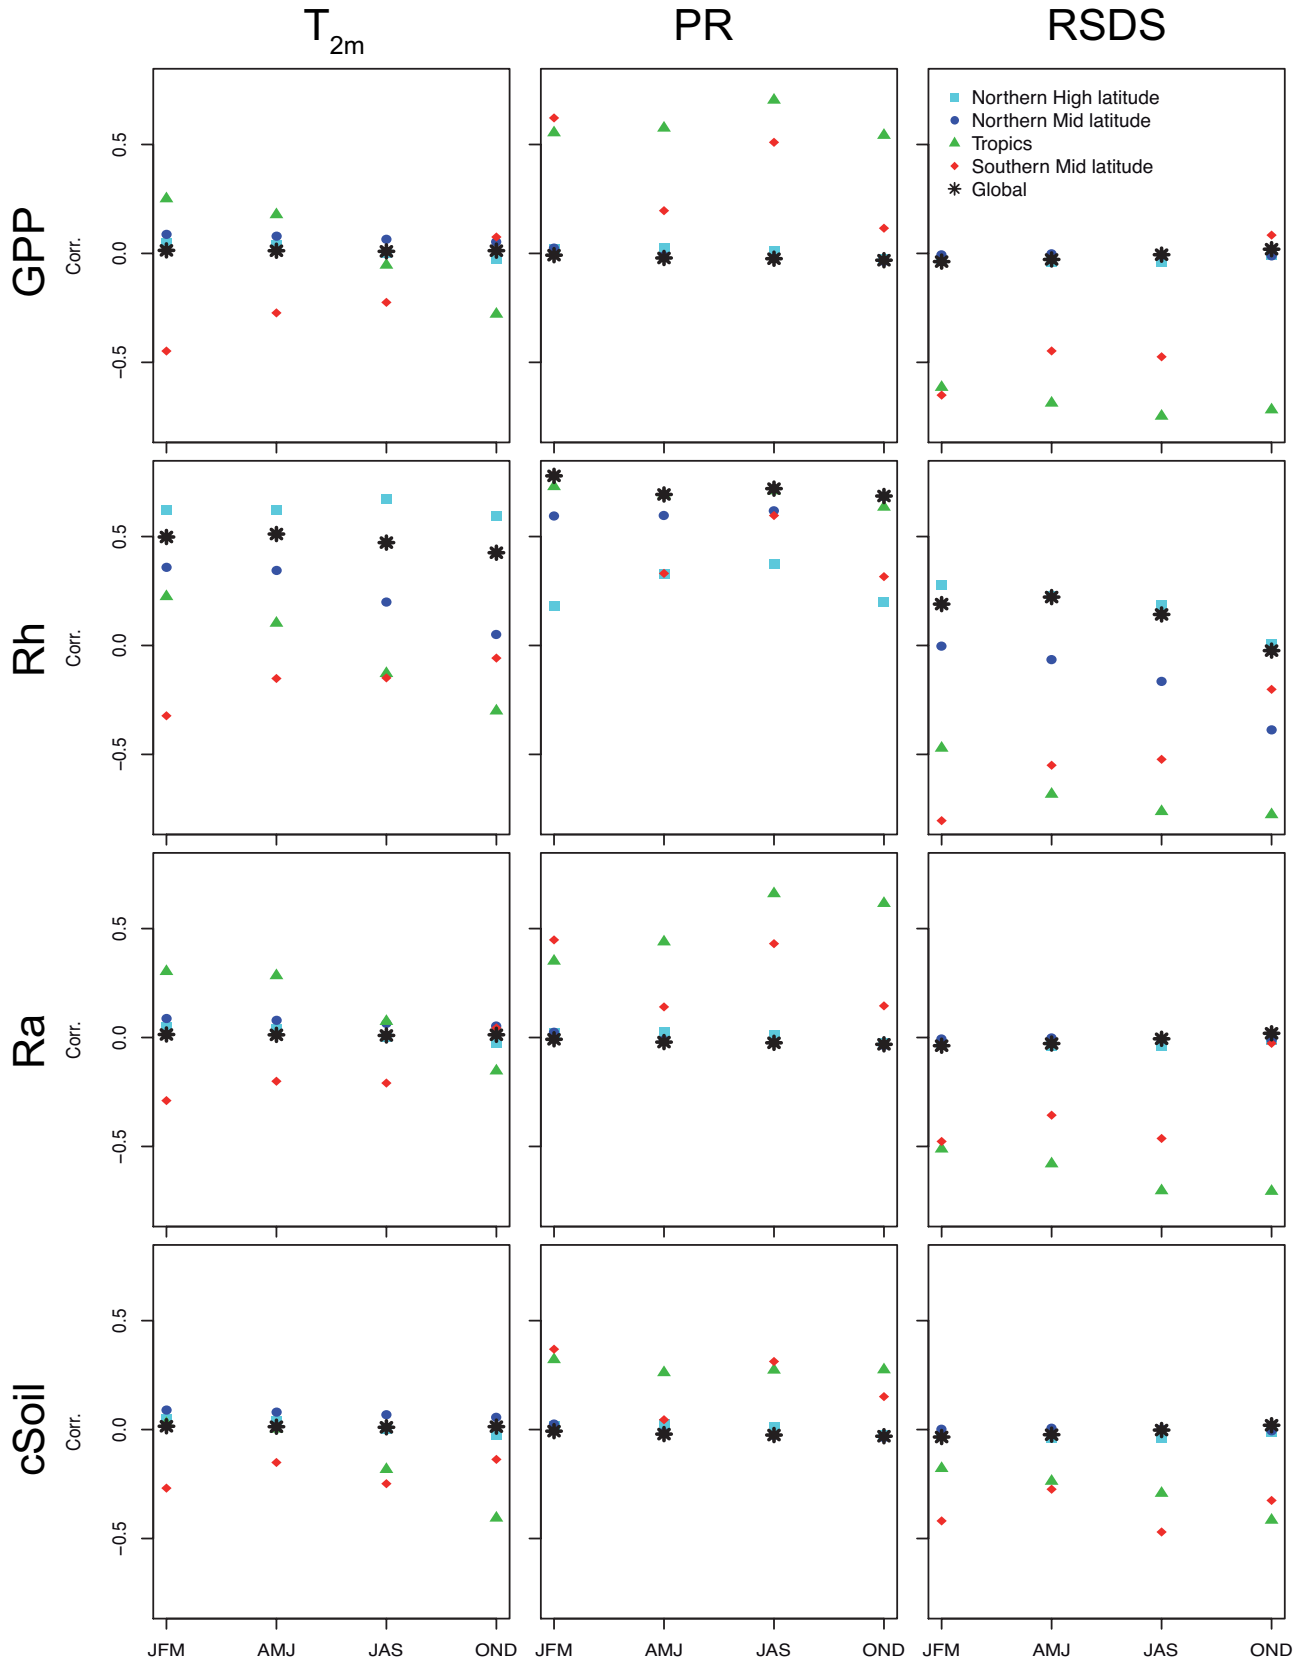 T2m PR RSDS
GPP
Corr.
0.5
0.0
−0.5
Northern High latitude
Northern Mid latitude
Tropics
Southern Mid latitude
Global
Rh
Corr.
0.5
0.0
−0.5
Ra
Corr.
0.5
0.0
−0.5
cSoil
Corr.
0.5
0.0
−0.5
JFM AMJ JAS OND JFM AMJ JAS OND JFM AMJ JAS OND